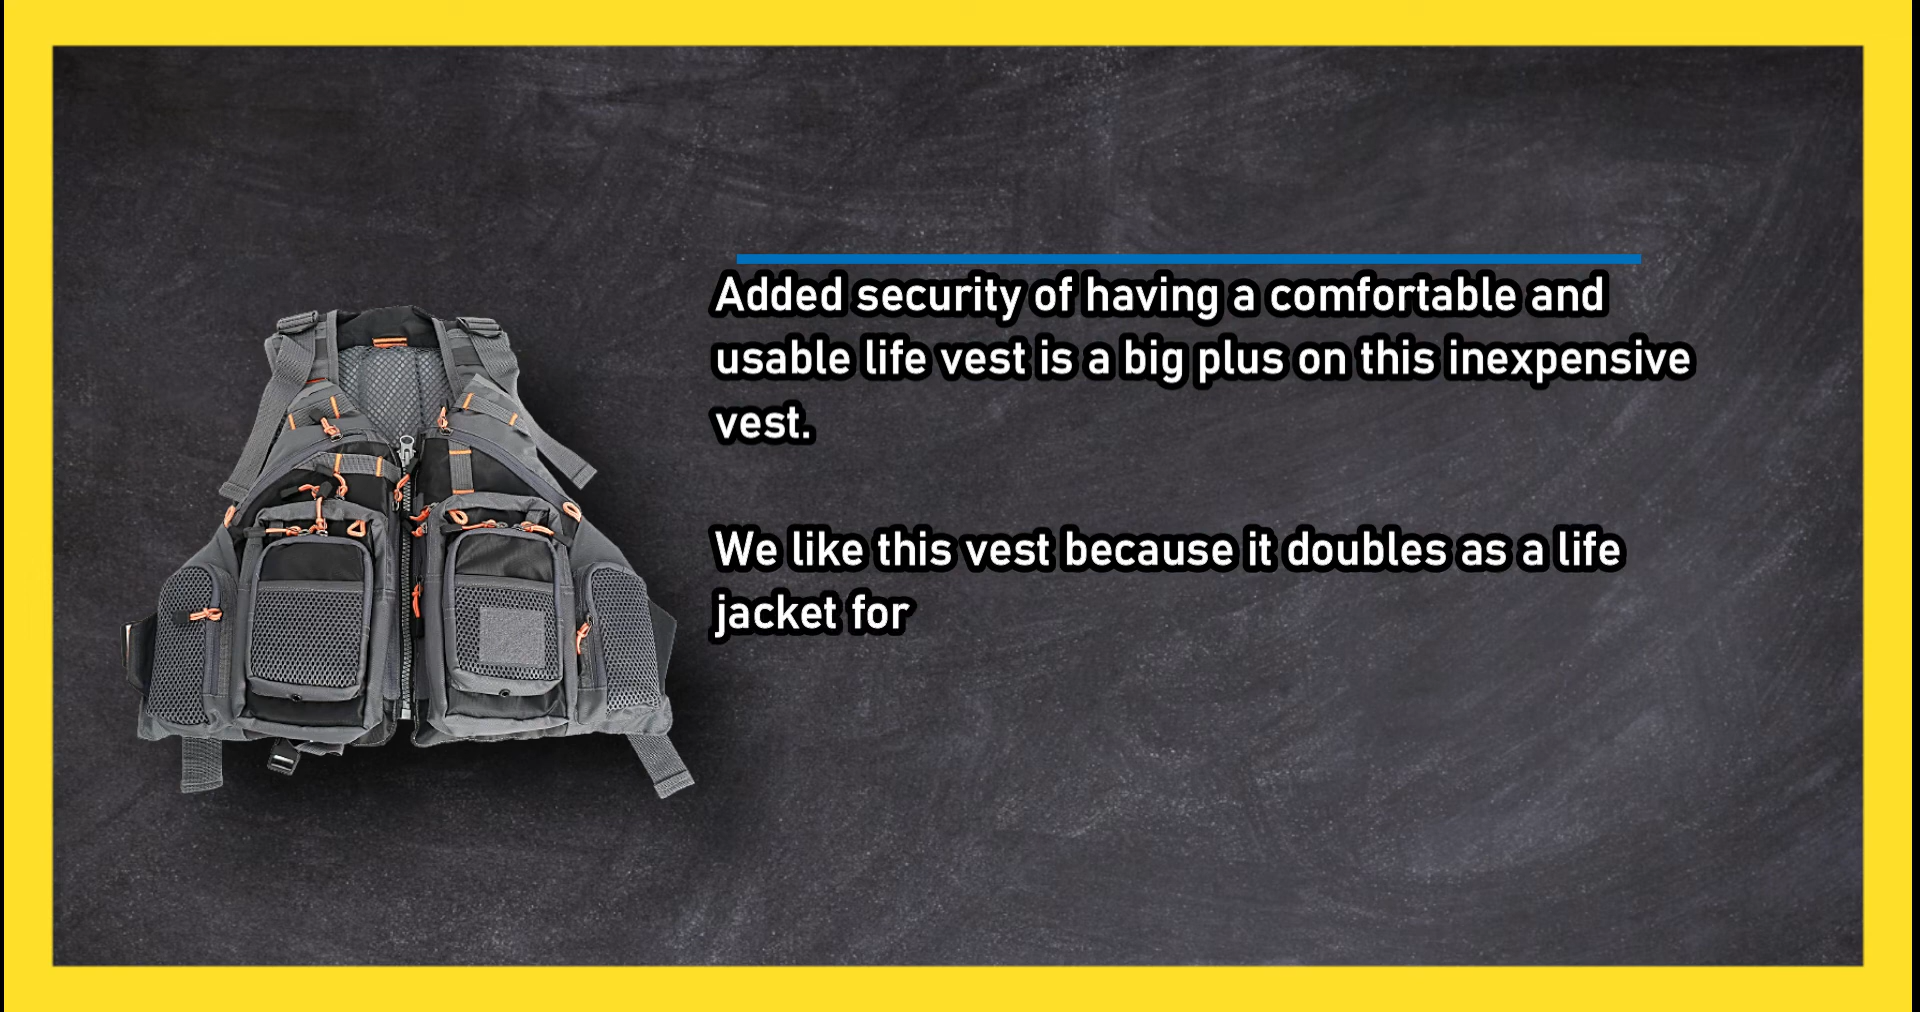 Added security of having a comfortable and
usable life vest is a big plus on this inexpensive
vest.
We like this vest because it doubles as a life
jacket for